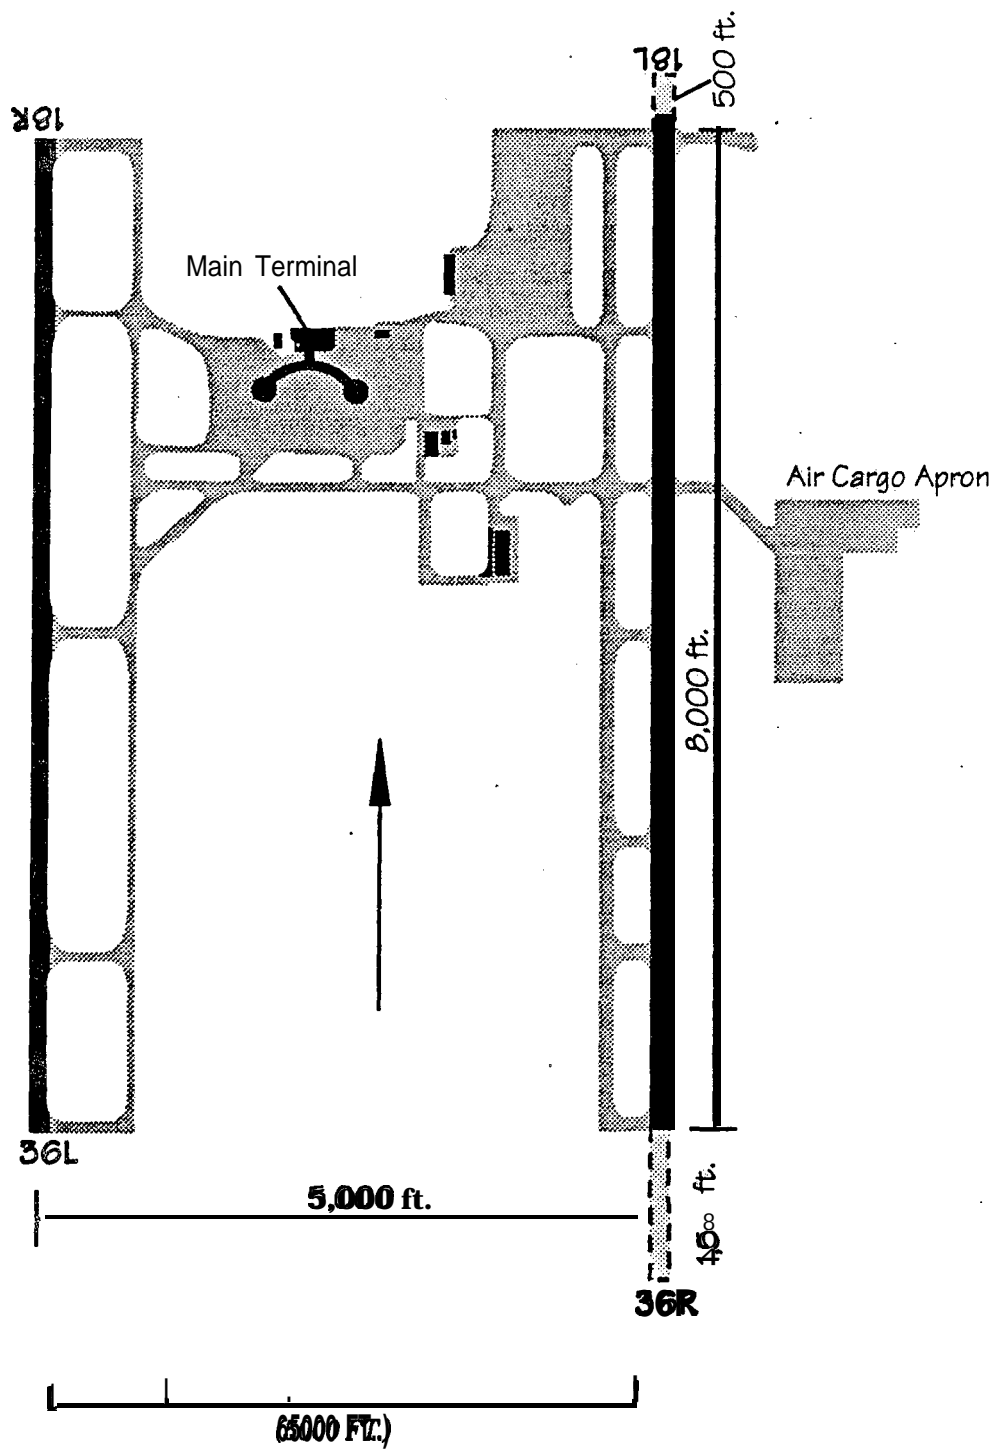 18L
500 ft.
18R
Main Terminal
Air Cargo Apron
8,000 ft.
36L
5,000 ft.
ft.
36R